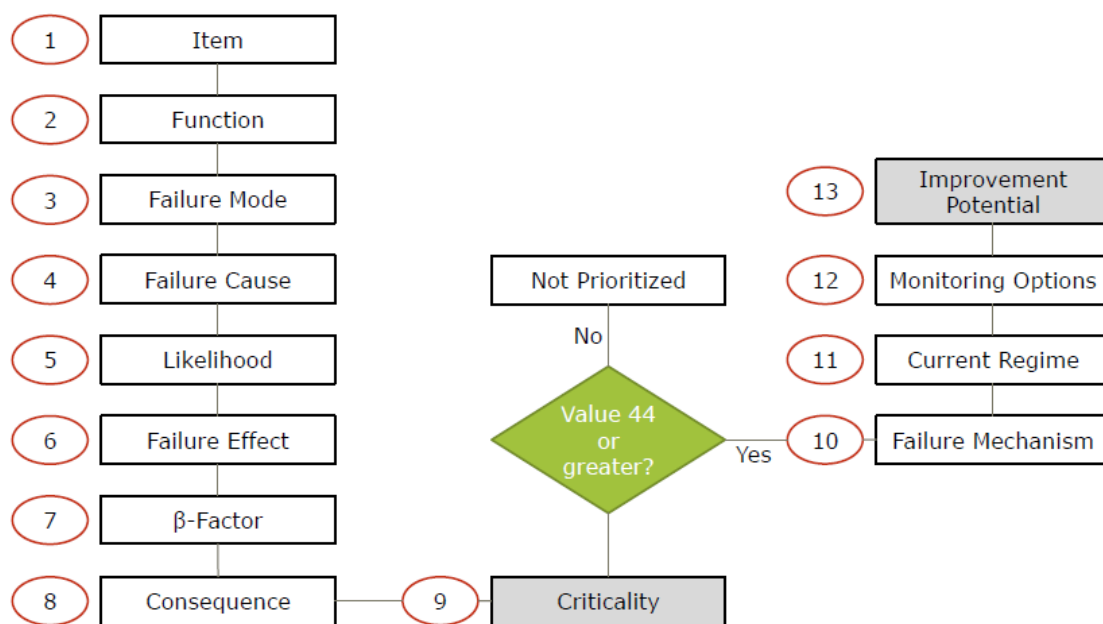 1
Item
2
Function
3
Failure Mode
4
Failure Cause
5
Likelihood
6
Failure Effect
7
β-Factor
8
Consequence
9
Criticality
Value 44
or
greater?
No
Not Prioritized
Yes
10
Failure Mechanism
11
Current Regime
12
Monitoring Options
13
Improvement
Potential